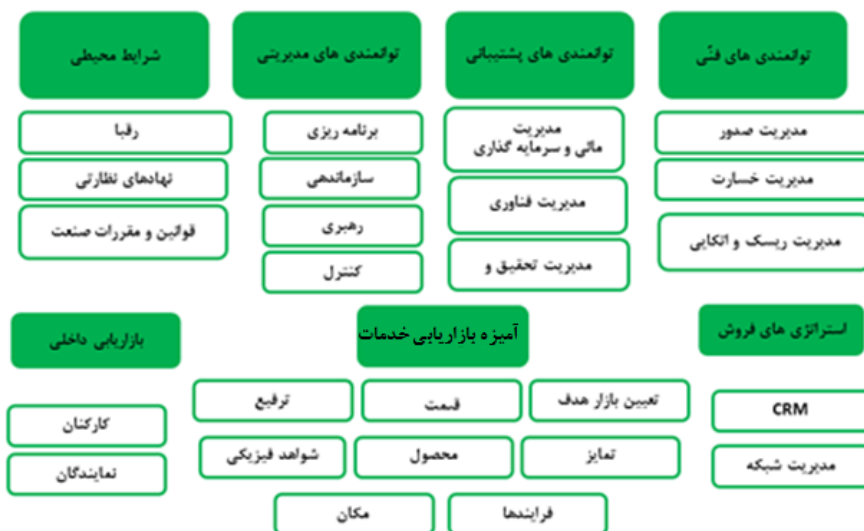 توانمندی های فنّی
توانمندی های پشتیبانی
توانمندی های مدیریتی
شرایط محیطی
مدیریت صدور
مدیریت خسارت
مدیریت ریسک و اتکایی
مدیریت
مالی و سرمایه گذاری
مدیریت فناوری
مدیریت تحقیق و
برنامه ریزی
سازماندهی
رهبری
کنترل
رقبا
نهادهای نظارتی
قوانین و مقررات صنعت
استراتژی های فروش
آمیزه بازاریابی خدمات
بازاریابی داخلی
CRM
مدیریت شبکه
تعیین بازار هدف
قیمت
ترفیع
تمایز
محصول
شواهد فیزیکی
فرایندها
مکان
کارکنان
نمایندگان